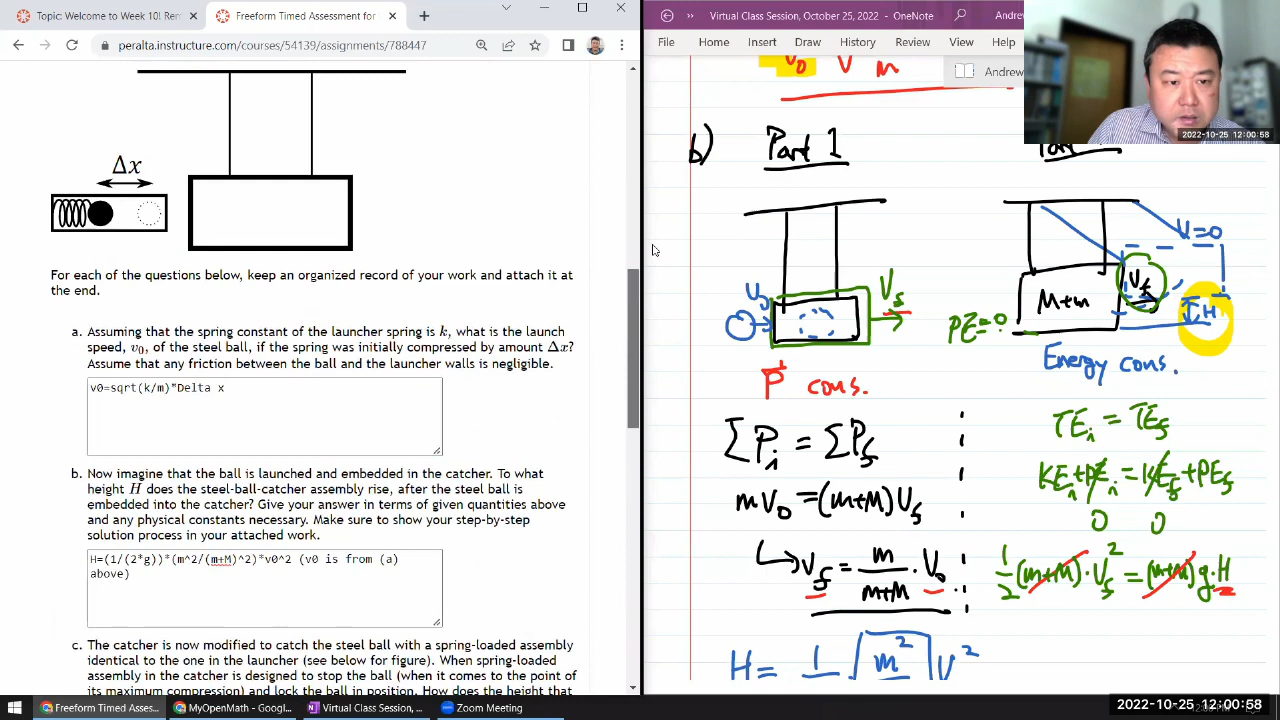 Topic: Welcome to Week 10! Ren
Freeform Timed Assessment for
peralta.instructure.com/courses/54139/assignments/788447
Δx
For each of the questions below, keep an organized record of your work and attach it at
the end.
a. Assuming that the spring constant of the launcher spring is k, what is the launch
speed, v0, of the steel ball, if the spring was initially compressed by amount Δx?
Assume that any friction between the ball and the launcher walls is negligible.
v0=sqrt(k/m)*Delta x
b. Now imagine that the ball is launched and embedded in the catcher. To what
height H does the steel-ball-catcher assembly rise, after the steel ball is
embedded into the catcher? Give your answer in terms of given quantities above
and any physical constants necessary. Make sure to show your step-by-step
solution process in your attached work.
H=(1/(2*g))*(m^2/(m+M)^2)*v0^2 (v0 is from (a)
above)
c. The catcher is now modified to catch the steel ball with a spring-loaded assembly
identical to the one in the launcher (see below for figure). When spring-loaded
assembly in the catcher is designed to stop the ball (when it comes to the point of
its maximum compression) and lock the ball in position. How does the height that
Virtual Class Session, October 25, 2022 - OneNote
Andrew
File Home Insert Draw History Review View Help
Andrew
2022-10-25 12:00:58
v0 V m
b) Part 1
v0
vf
P cons.
ΣPi = ΣPf
mv0 = (m+M)vf
vf = m/(m+M) · v0
H = 1 m² v²
V=0
M+m
vf
H
PE=0
Energy cons.
TEi = TEf
KEi+PEi = KEf+PEf
0 0
1/2 (m+M)·vf² = (m+M)g·H
Freeform Timed Asses...
MyOpenMath - Googl...
Virtual Class Session, ...
Zoom Meeting
2022-10-25 12:00:58